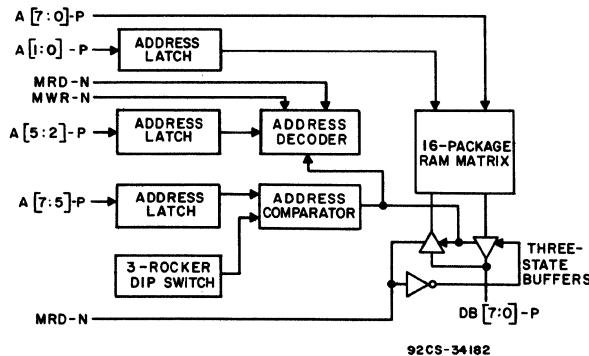 A [7:0]-P
A [1:0]-P
ADDRESS
LATCH
MRD-N
MWR-N
A [5:2]-P
ADDRESS
LATCH
ADDRESS
DECODER
16-PACKAGE
RAM MATRIX
A [7:5]-P
ADDRESS
LATCH
ADDRESS
COMPARATOR
3-ROCKER
DIP SWITCH
THREE-
STATE
BUFFERS
MRD-N
DB [7:0]-P
92CS-34182